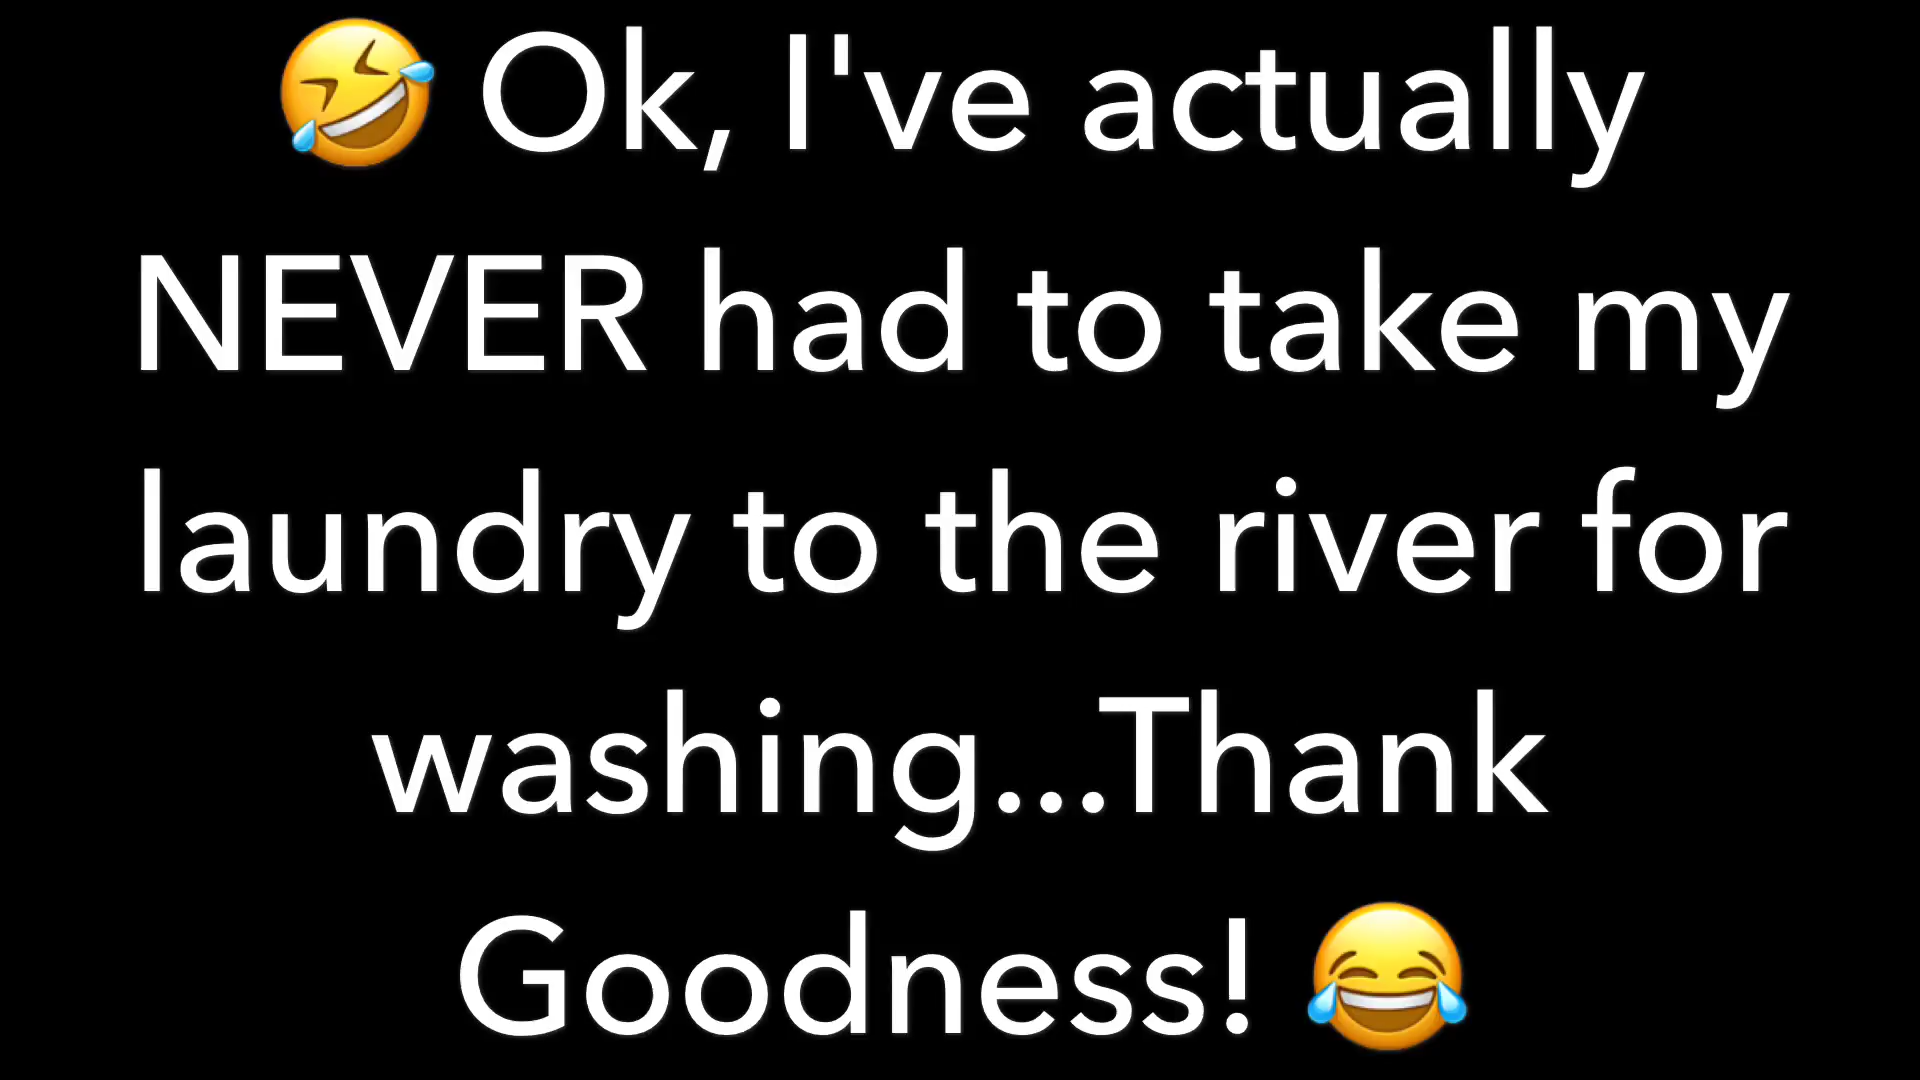 🤣 Ok, I've actually
NEVER had to take my
laundry to the river for
washing...Thank
Goodness! 😂